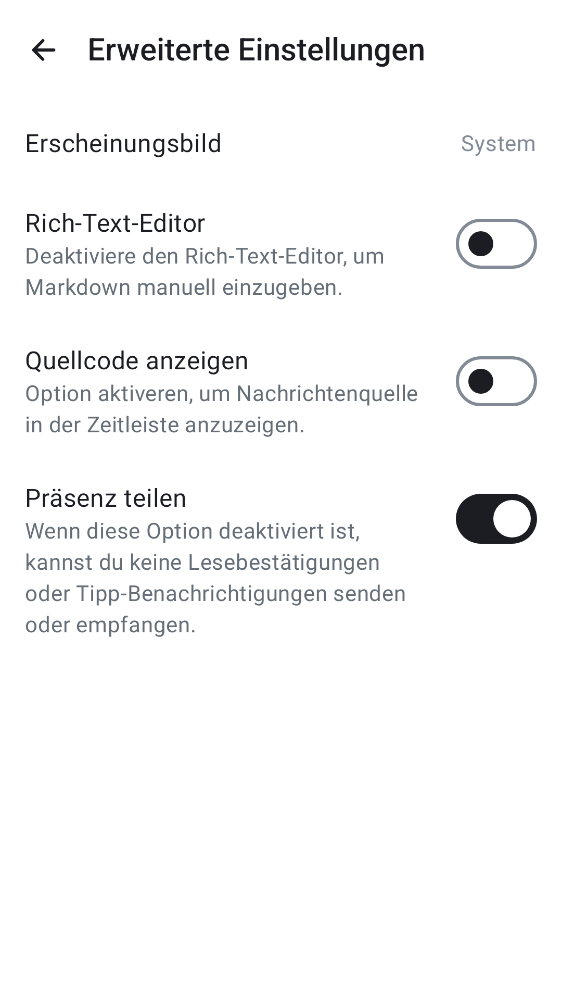 Erweiterte Einstellungen
Erscheinungsbild System
Rich-Text-Editor
Deaktiviere den Rich-Text-Editor, um
Markdown manuell einzugeben.
Quellcode anzeigen
Option aktiveren, um Nachrichtenquelle
in der Zeitleiste anzuzeigen.
Präsenz teilen
Wenn diese Option deaktiviert ist,
kannst du keine Lesebestätigungen
oder Tipp-Benachrichtigungen senden
oder empfangen.